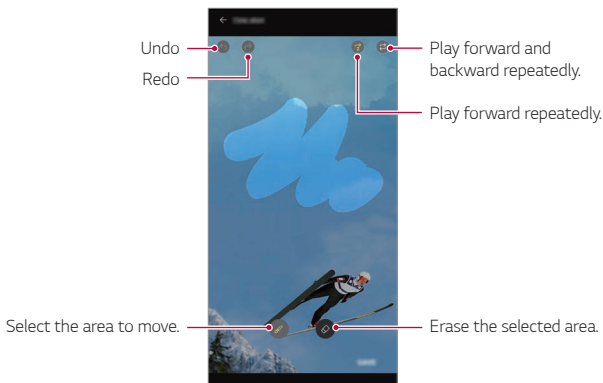 Undo
Redo
Play forward and
backward repeatedly.
Play forward repeatedly.
Select the area to move.
Erase the selected area.